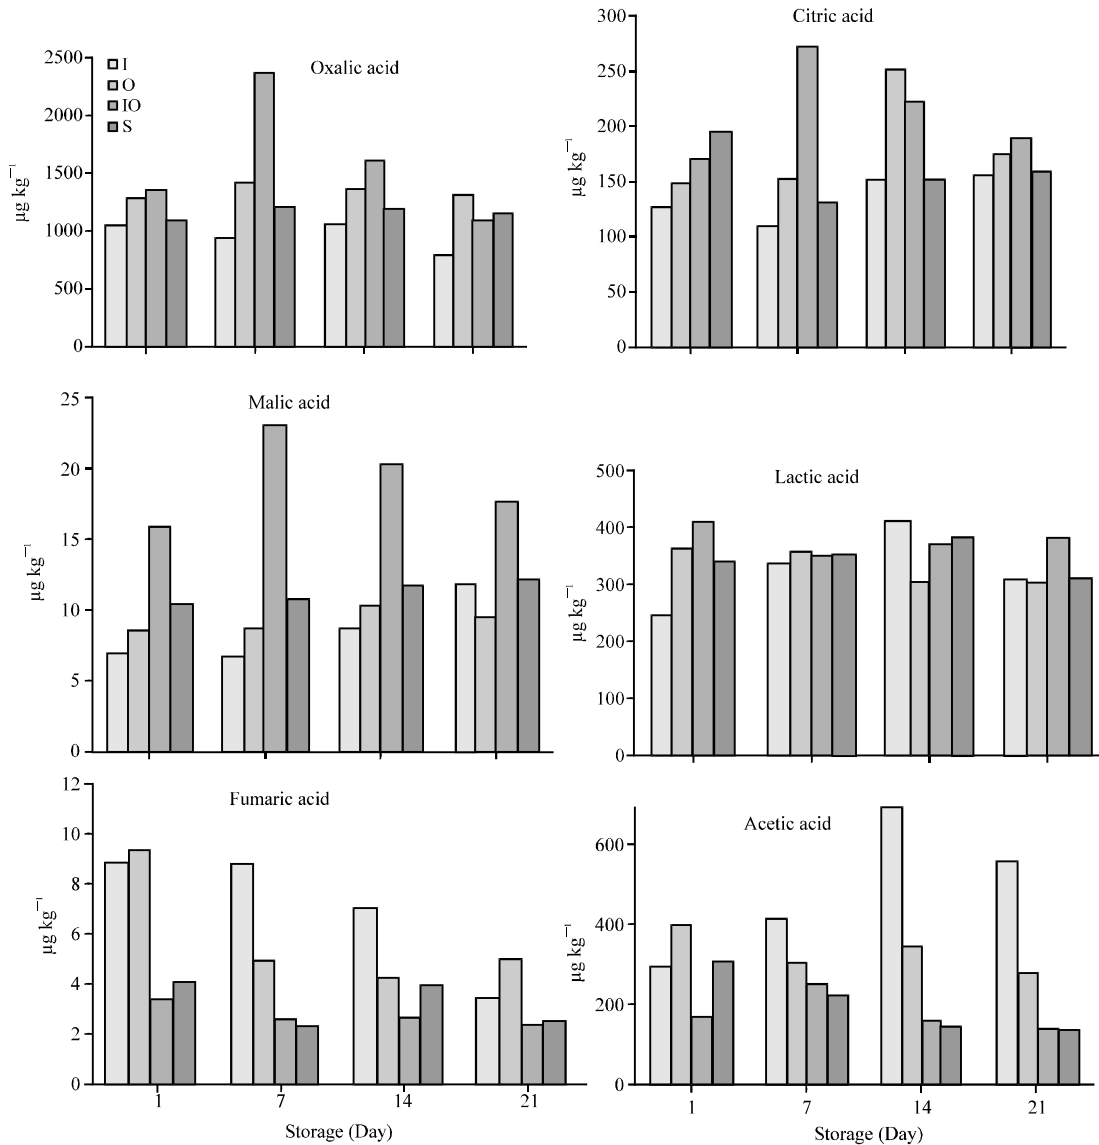 Oxalic acid
I
O
IO
S
2500
2000
1500
1000
500
0
µg kg⁻¹
Citric acid
300
250
200
150
100
50
0
µg kg⁻¹
Malic acid
25
20
15
10
5
0
µg kg⁻¹
Lactic acid
500
400
300
200
100
0
µg kg⁻¹
Fumaric acid
12
10
8
6
4
2
0
µg kg⁻¹
1 7 14 21
Storage (Day)
Acetic acid
600
400
200
0
µg kg⁻¹
1 7 14 21
Storage (Day)